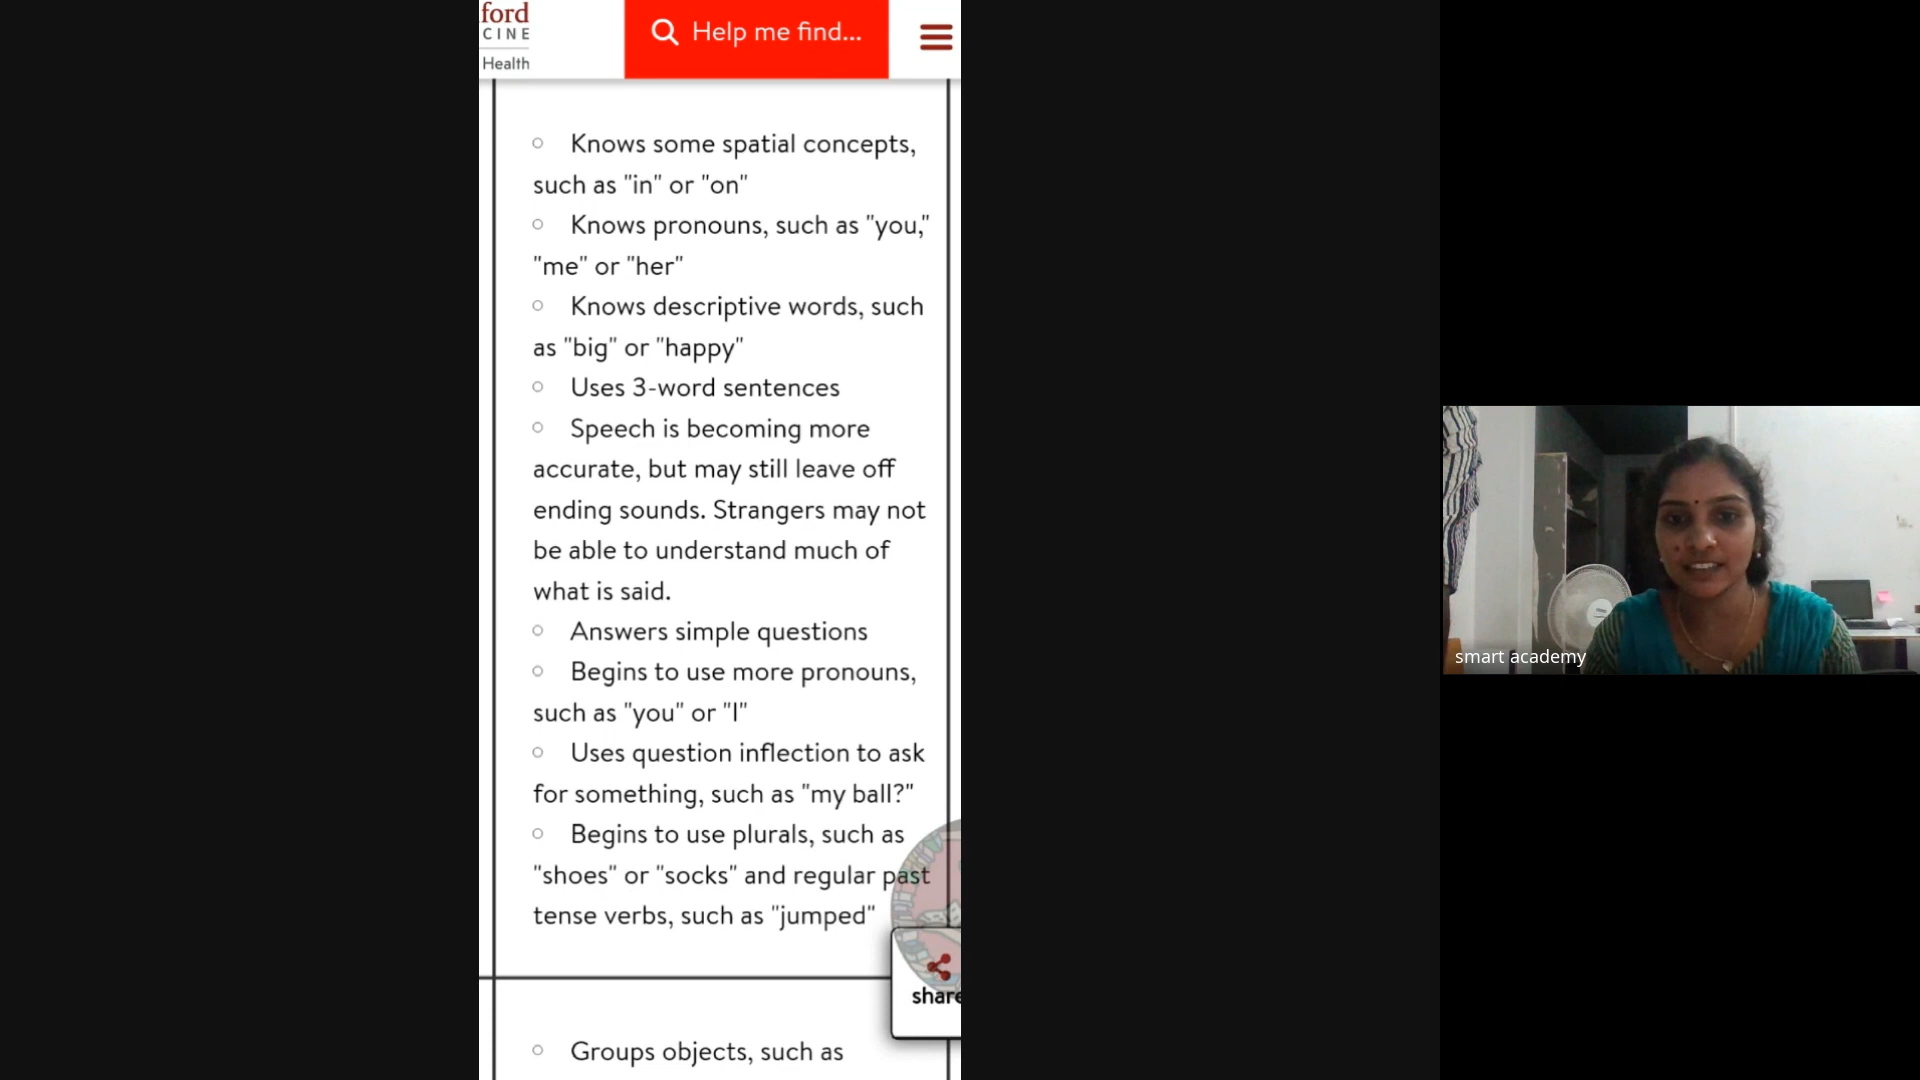 ford
CINE
Health
Help me find...
Knows some spatial concepts,
such as "in" or "on"
Knows pronouns, such as "you,"
"me" or "her"
Knows descriptive words, such
as "big" or "happy"
Uses 3-word sentences
Speech is becoming more
accurate, but may still leave off
ending sounds. Strangers may not
be able to understand much of
what is said.
Answers simple questions
Begins to use more pronouns,
such as "you" or "I"
Uses question inflection to ask
for something, such as "my ball?"
Begins to use plurals, such as
"shoes" or "socks" and regular past
tense verbs, such as "jumped"
share
Groups objects, such as
smart academy